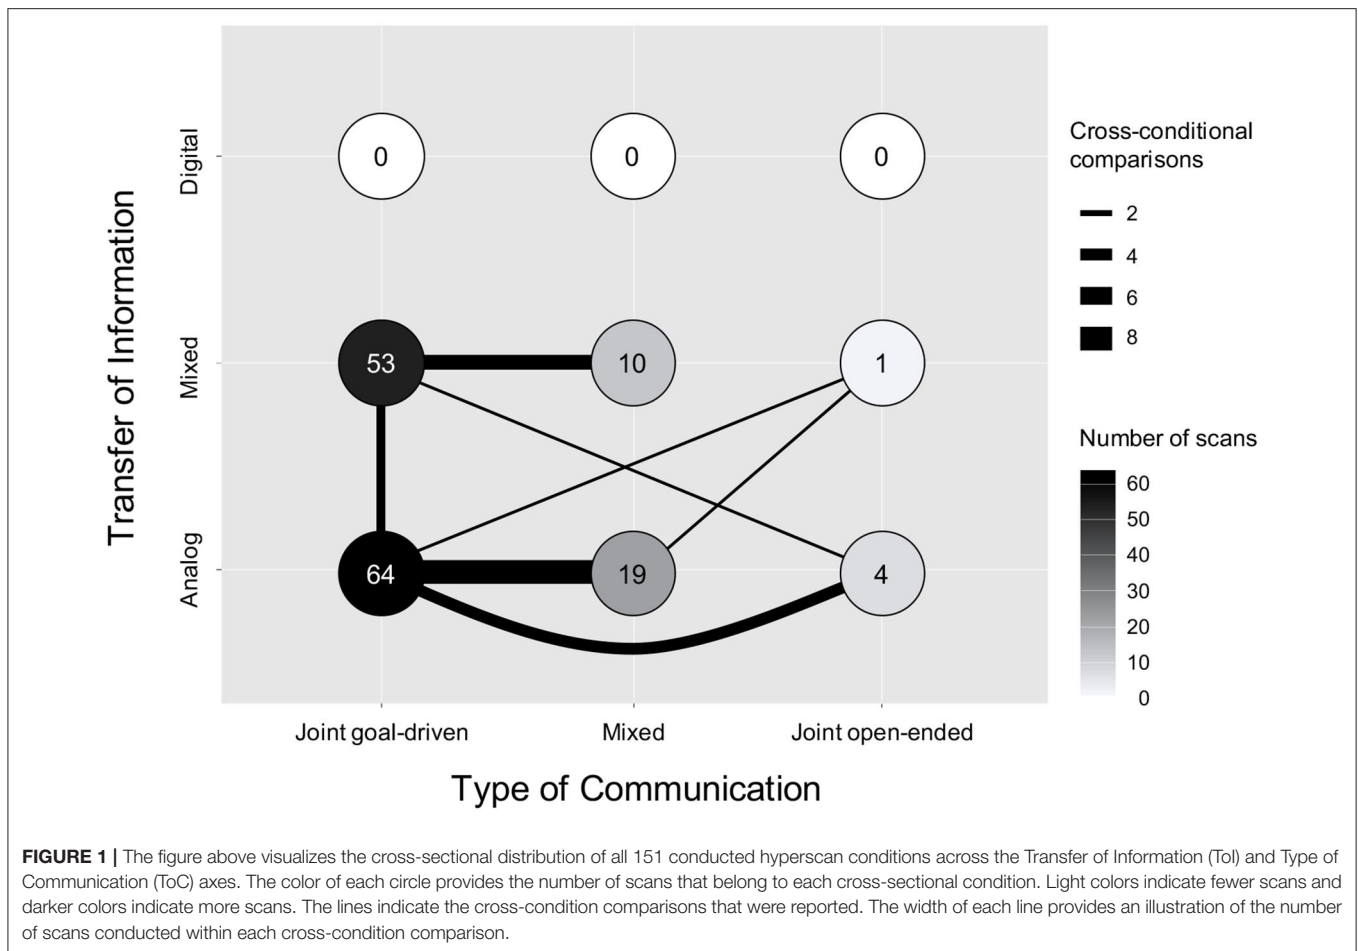 Transfer of Information
Digital
Mixed
Analog
0
0
0
53
10
1
64
19
4
Joint goal-driven
Mixed
Joint open-ended
Type of Communication
Cross-conditional
comparisons
2
4
6
8
Number of scans
60
50
40
30
20
10
0
FIGURE 1 | The figure above visualizes the cross-sectional distribution of all 151 conducted hyperscan conditions across the Transfer of Information (ToI) and Type of
Communication (ToC) axes. The color of each circle provides the number of scans that belong to each cross-sectional condition. Light colors indicate fewer scans and
darker colors indicate more scans. The lines indicate the cross-condition comparisons that were reported. The width of each line provides an illustration of the number
of scans conducted within each cross-condition comparison.